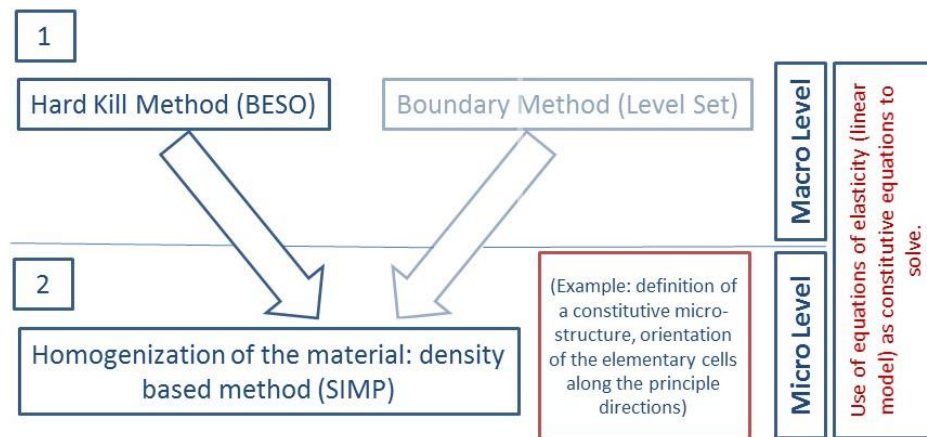 1
Hard Kill Method (BESO)
Boundary Method (Level Set)
Macro Level
Use of equations of elasticity (linear
model) as constitutive equations to
solve.
2
Homogenization of the material: density
based method (SIMP)
(Example: definition of
a constitutive micro-
structure, orientation
of the elementary cells
along the principle
directions)
Micro Level